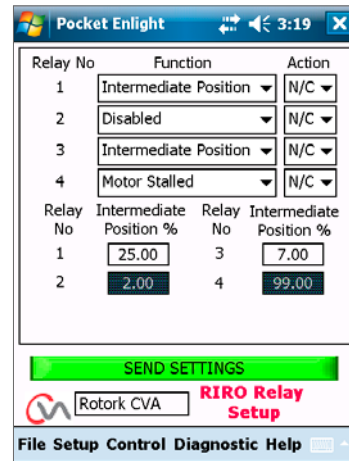 Pocket Enlight 3:19
Relay No Function Action
1 Intermediate Position N/C
2 Disabled N/C
3 Intermediate Position N/C
4 Motor Stalled N/C
Relay Intermediate Relay Intermediate
No Position % No Position %
1 25.00 3 7.00
2 2.00 4 99.00
SEND SETTINGS
Rotork CVA RIRO Relay
Setup
File Setup Control Diagnostic Help